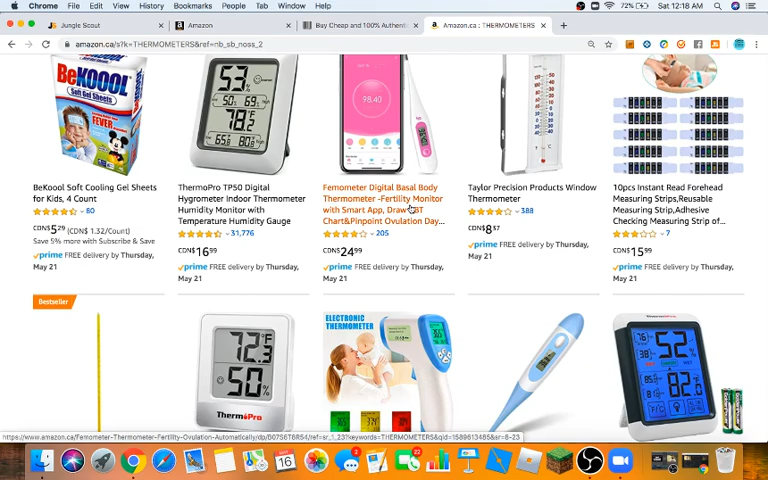 Chrome File Edit View History Bookmarks People Tab Window Help
72% Sat 12:18 AM
Jungle Scout
Amazon
Buy Cheap and 100% Authenti
Amazon.ca : THERMOMETERS
amazon.ca/s?k=THERMOMETERS&ref=nb_sb_noss_2
BeKOOOL
Soft Gel Sheets
FEVER
53%
98.40
BeKoool Soft Cooling Gel Sheets
for Kids, 4 Count
80
CDN$5.29 (CDN$ 1.32/Count)
Save 5% more with Subscribe & Save
prime FREE delivery by Thursday,
May 21
ThermoPro TP50 Digital
Hygrometer Indoor Thermometer
Humidity Monitor with
Temperature Humidity Gauge
31,776
CDN$16.99
prime FREE delivery by Thursday,
May 21
Femometer Digital Basal Body
Thermometer -Fertility Monitor
with Smart App, Draw BBT
Chart&Pinpoint Ovulation Day...
205
CDN$24.99
prime FREE delivery by Thursday,
May 21
Taylor Precision Products Window
Thermometer
388
CDN$8.37
prime FREE delivery by Thursday,
May 21
10pcs Instant Read Forehead
Measuring Strips,Reusable
Measuring Strip,Adhesive
Checking Measuring Strip of...
7
CDN$15.99
prime FREE delivery by Thursday,
May 21
Bestseller
72.3°F
50%
ThermoPro
ELECTRONIC
THERMOMETER
ThermoPro
52%